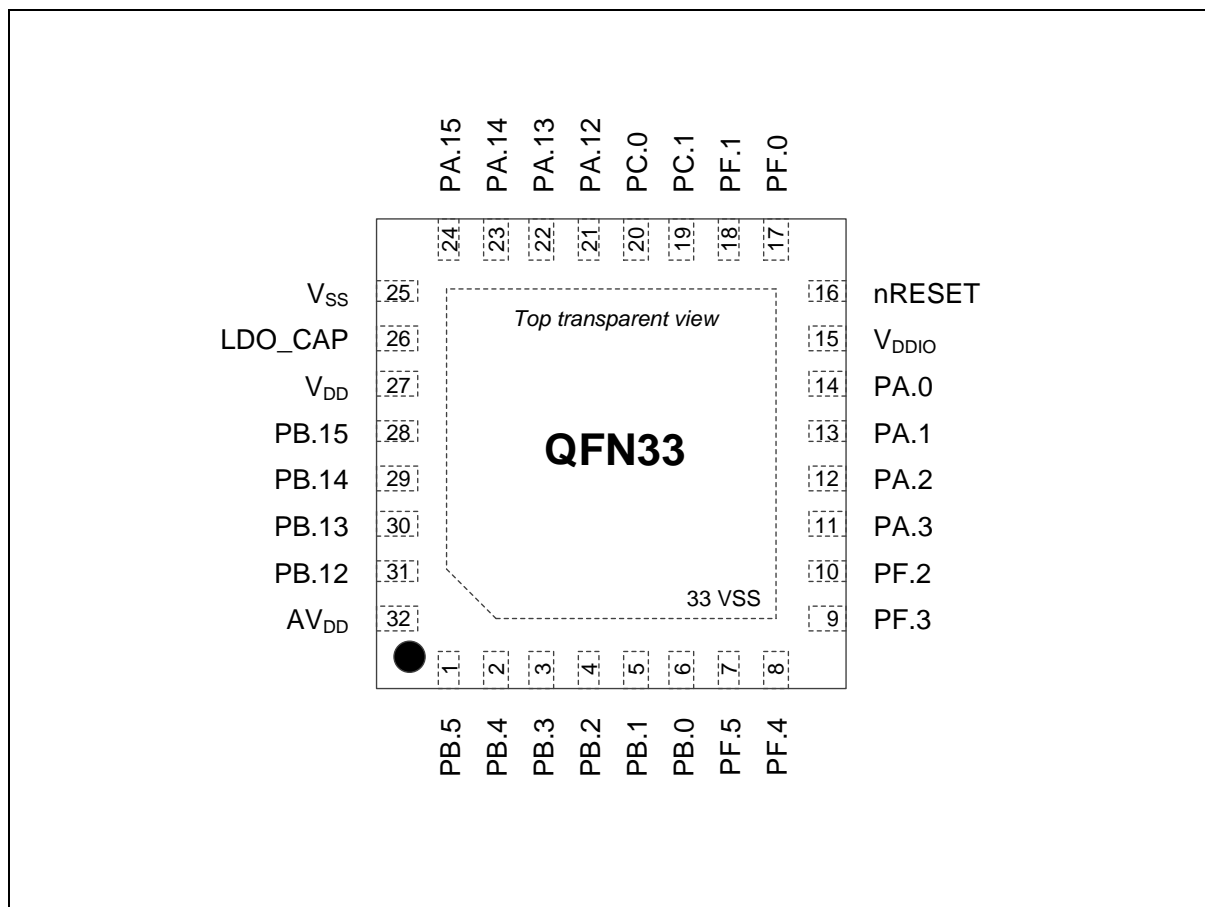 PA.15 PA.14 PA.13 PA.12 PC.0 PC.1 PF.1 PF.0
24 23 22 21 20 19 18 17
V_SS 25
LDO_CAP 26
V_DD 27
PB.15 28
PB.14 29
PB.13 30
PB.12 31
AV_DD 32
Top transparent view
QFN33
33 VSS
16 nRESET
15 V_DDIO
14 PA.0
13 PA.1
12 PA.2
11 PA.3
10 PF.2
9 PF.3
1 2 3 4 5 6 7 8
PB.5 PB.4 PB.3 PB.2 PB.1 PB.0 PF.5 PF.4